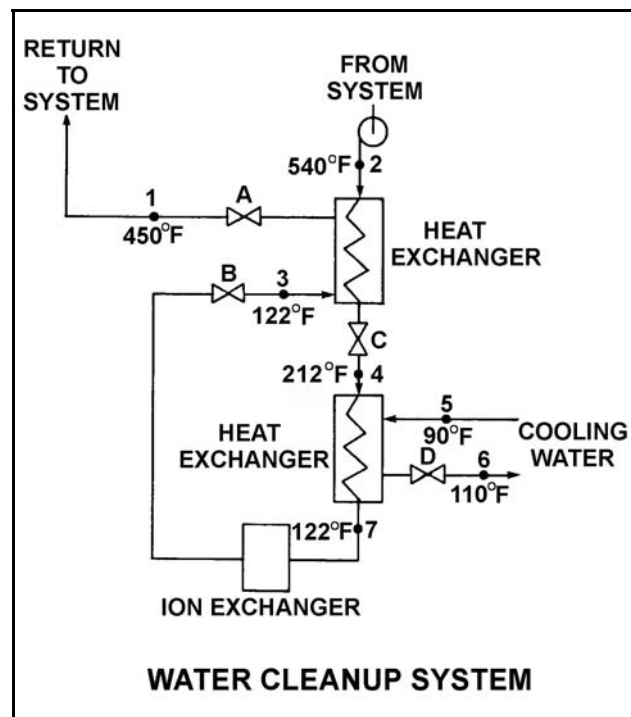 RETURN
TO
SYSTEM
FROM
SYSTEM
540°F
2
1
A
450°F
HEAT
EXCHANGER
B
3
122°F
C
212°F
4
HEAT
EXCHANGER
5
90°F
COOLING
WATER
D
6
110°F
122°F
7
ION EXCHANGER
WATER CLEANUP SYSTEM